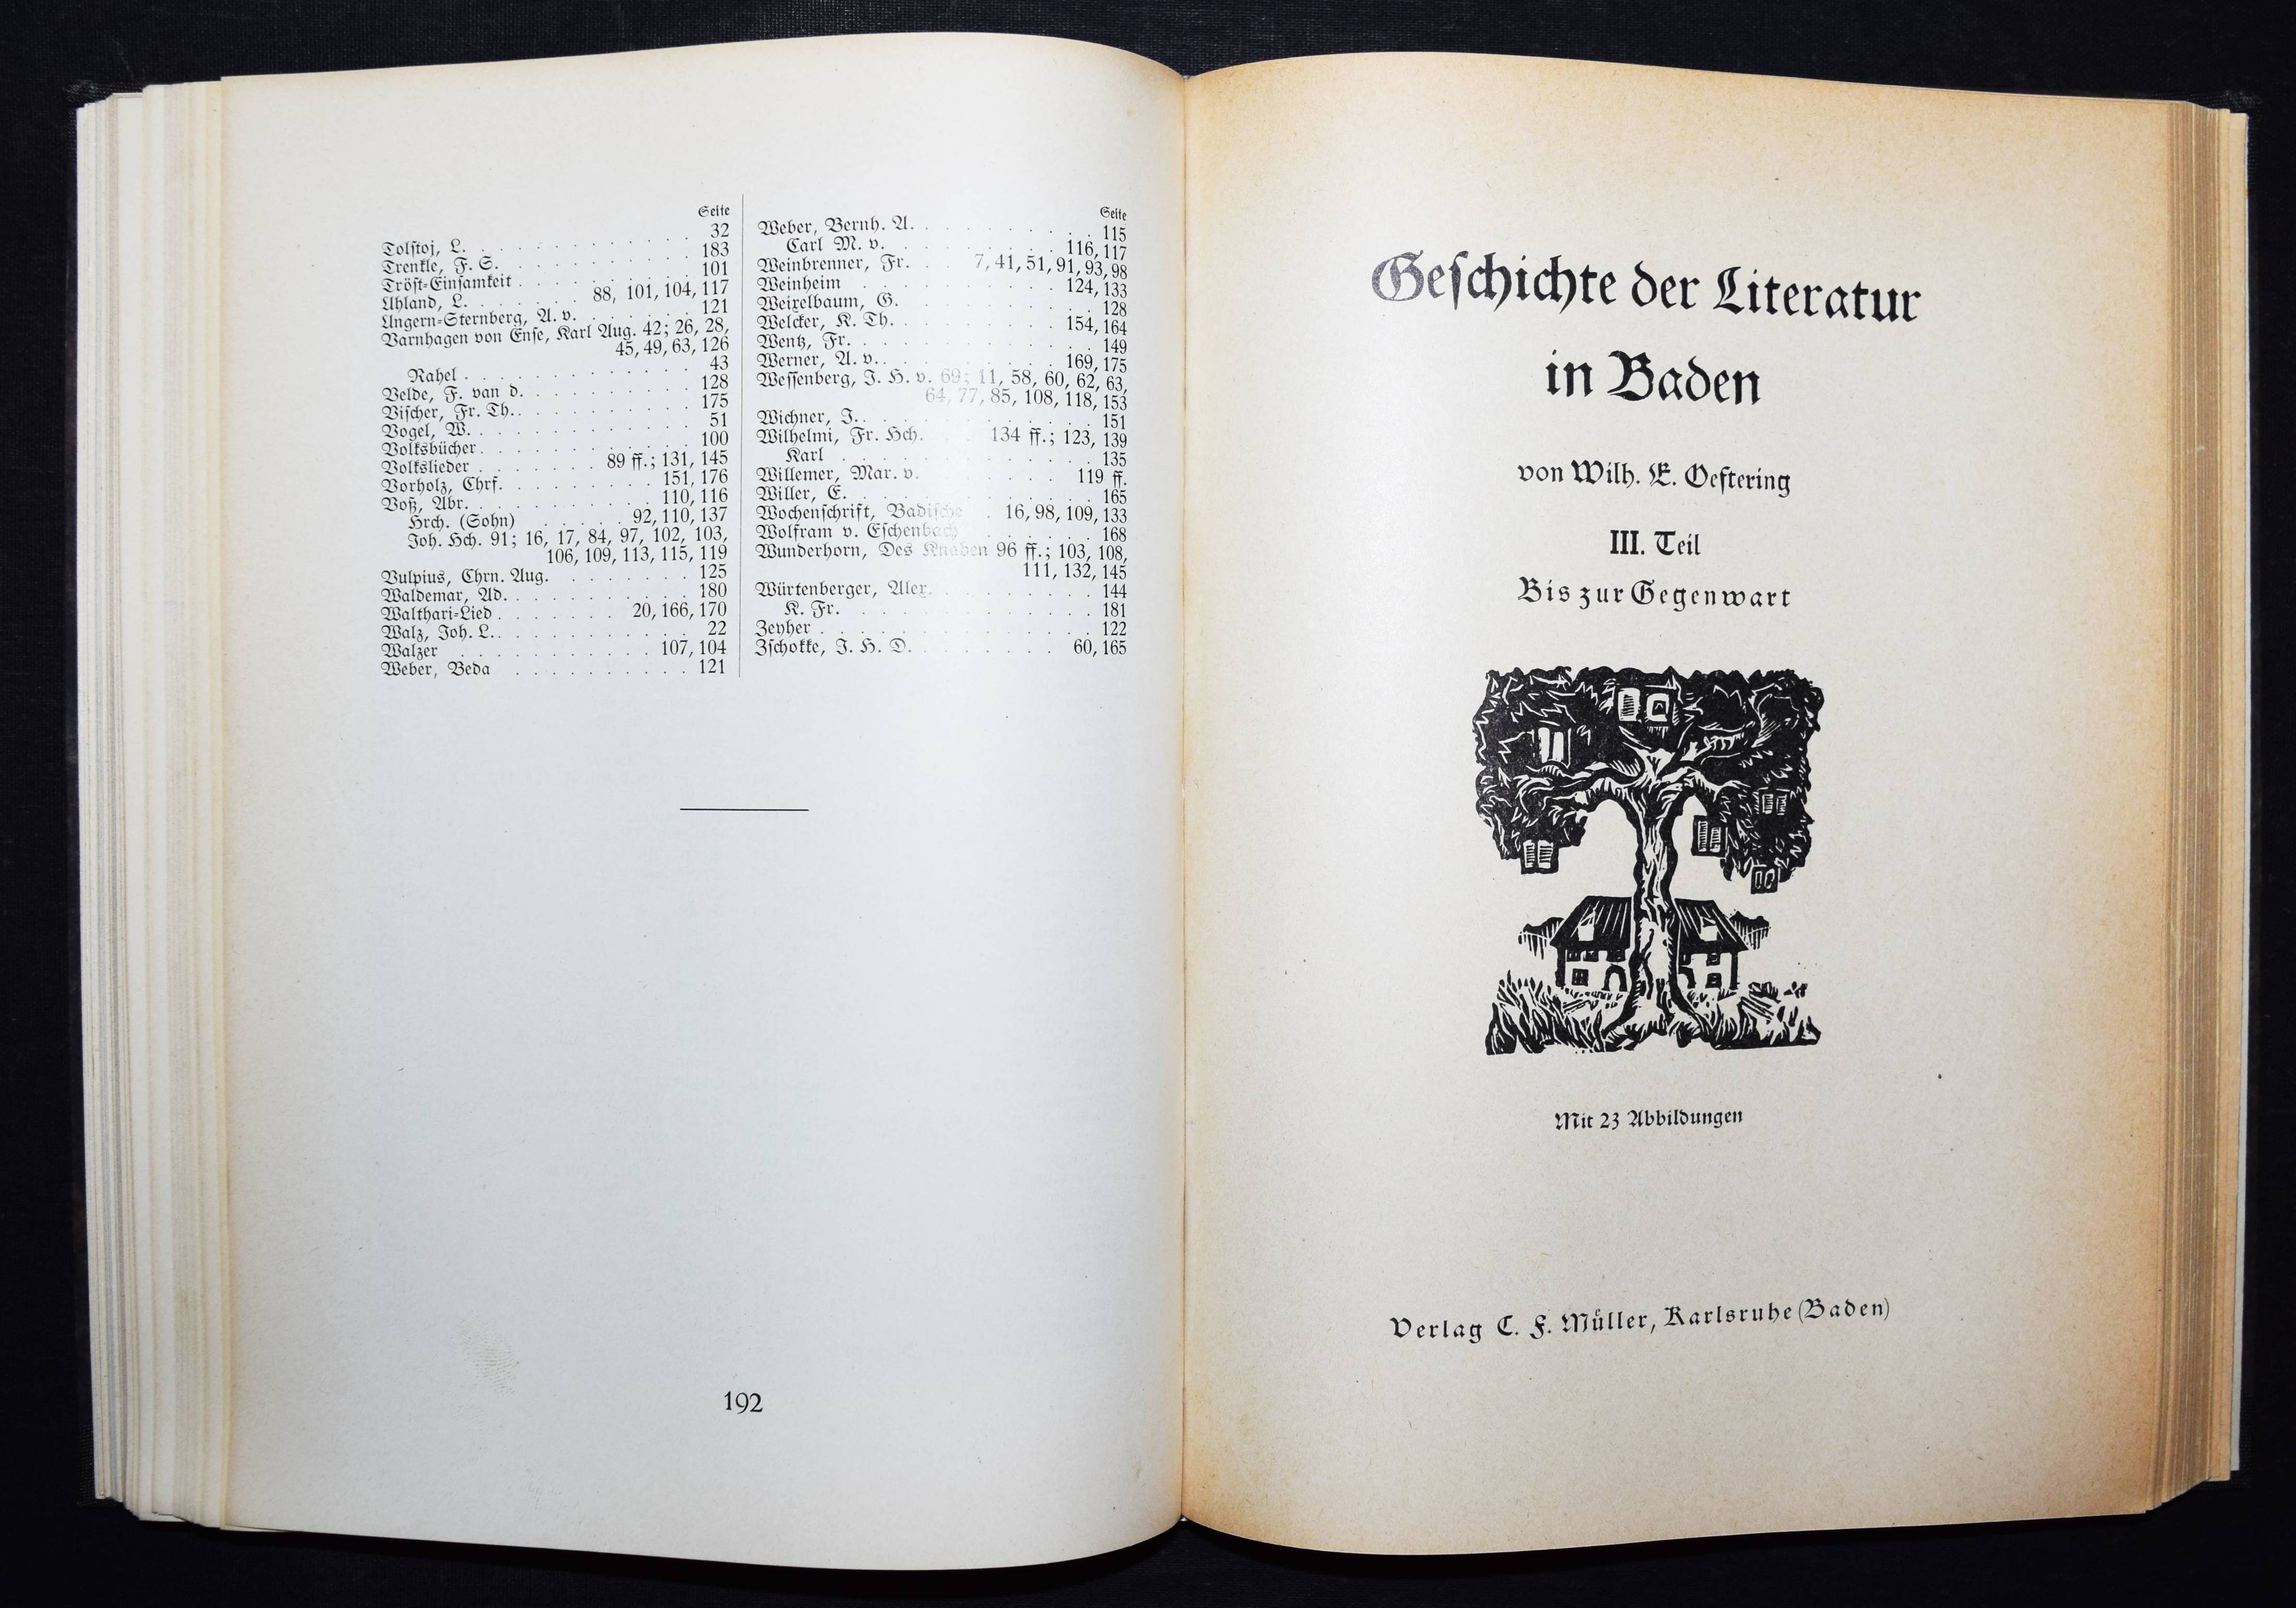 Seite
Tolſtoj, L. . . . . . . . . . . . . 32
Trenkle, F. S. . . . . . . . . . . 183
Tröſt-Einſamkeit . . . . . . . . . 101
Uhland, L. . . . . . . 88, 101, 104, 117
Ungern-Sternberg, A. v. . . . . . . 121
Varnhagen von Enſe, Karl Aug. 42; 26, 28,
45, 49, 63, 126
Rahel . . . . . . . . . . . . 43
Velde, F. van d. . . . . . . . . . 128
Viſcher, Fr. Th. . . . . . . . . . 175
Vogel, W. . . . . . . . . . . . . 51
Volksbücher . . . . . . . . . . . 100
Volkslieder . . . . . . . 89 ff.; 131, 145
Vorholz, Chrf. . . . . . . . . 151, 176
Voß, Abr. . . . . . . . . . . 110, 116
Hrch. (Sohn) . . . . . 92, 110, 137
Joh. Hch. 91; 16, 17, 84, 97, 102, 103,
106, 109, 113, 115, 119
Vulpius, Chrn. Aug. . . . . . . . 125
Waldemar, Ad. . . . . . . . . . . 180
Walthari-Lied . . . . . . . 20, 166, 170
Walz, Joh. L. . . . . . . . . . . 22
Walzer . . . . . . . . . . . 107, 104
Weber, Beda . . . . . . . . . . 121
Seite
Weber, Bernh. A. . . . . . . . . . 115
Carl M. v. . . . . . . . . 116, 117
Weinbrenner, Fr. . . . 7, 41, 51, 91, 93, 98
Weinheim . . . . . . . . . . 124, 133
Weixelbaum, G. . . . . . . . . . . 128
Welcker, K. Th. . . . . . . . . 154, 164
Wentz, Fr. . . . . . . . . . . . . 149
Werner, A. v. . . . . . . . . . 169, 175
Weſſenberg, J. H. v. 69; 11, 58, 60, 62, 63,
64, 77, 85, 108, 118, 153
Wichner, J. . . . . . . . . . . . 151
Wilhelmi, Fr. Hch. . . . 134 ff.; 123, 139
Karl . . . . . . . . . . . . 135
Willemer, Mar. v. . . . . . . . 119 ff.
Willer, E. . . . . . . . . . . . . 165
Wochenſchrift, Badiſche . 16, 98, 109, 133
Wolfram v. Eſchenbach . . . . . . 168
Wunderhorn, Des Knaben 96 ff.; 103, 108,
111, 132, 145
Würtenberger, Alex. . . . . . . . . 144
K. Fr. . . . . . . . . . . . 181
Zeyher . . . . . . . . . . . . . 122
Zſchokke, J. H. D. . . . . . . . 60, 165
192
Geſchichte der Literatur
in Baden
von Wilh. E. Oeftering
III. Teil
Bis zur Gegenwart
Mit 23 Abbildungen
Verlag C. F. Müller, Karlsruhe (Baden)